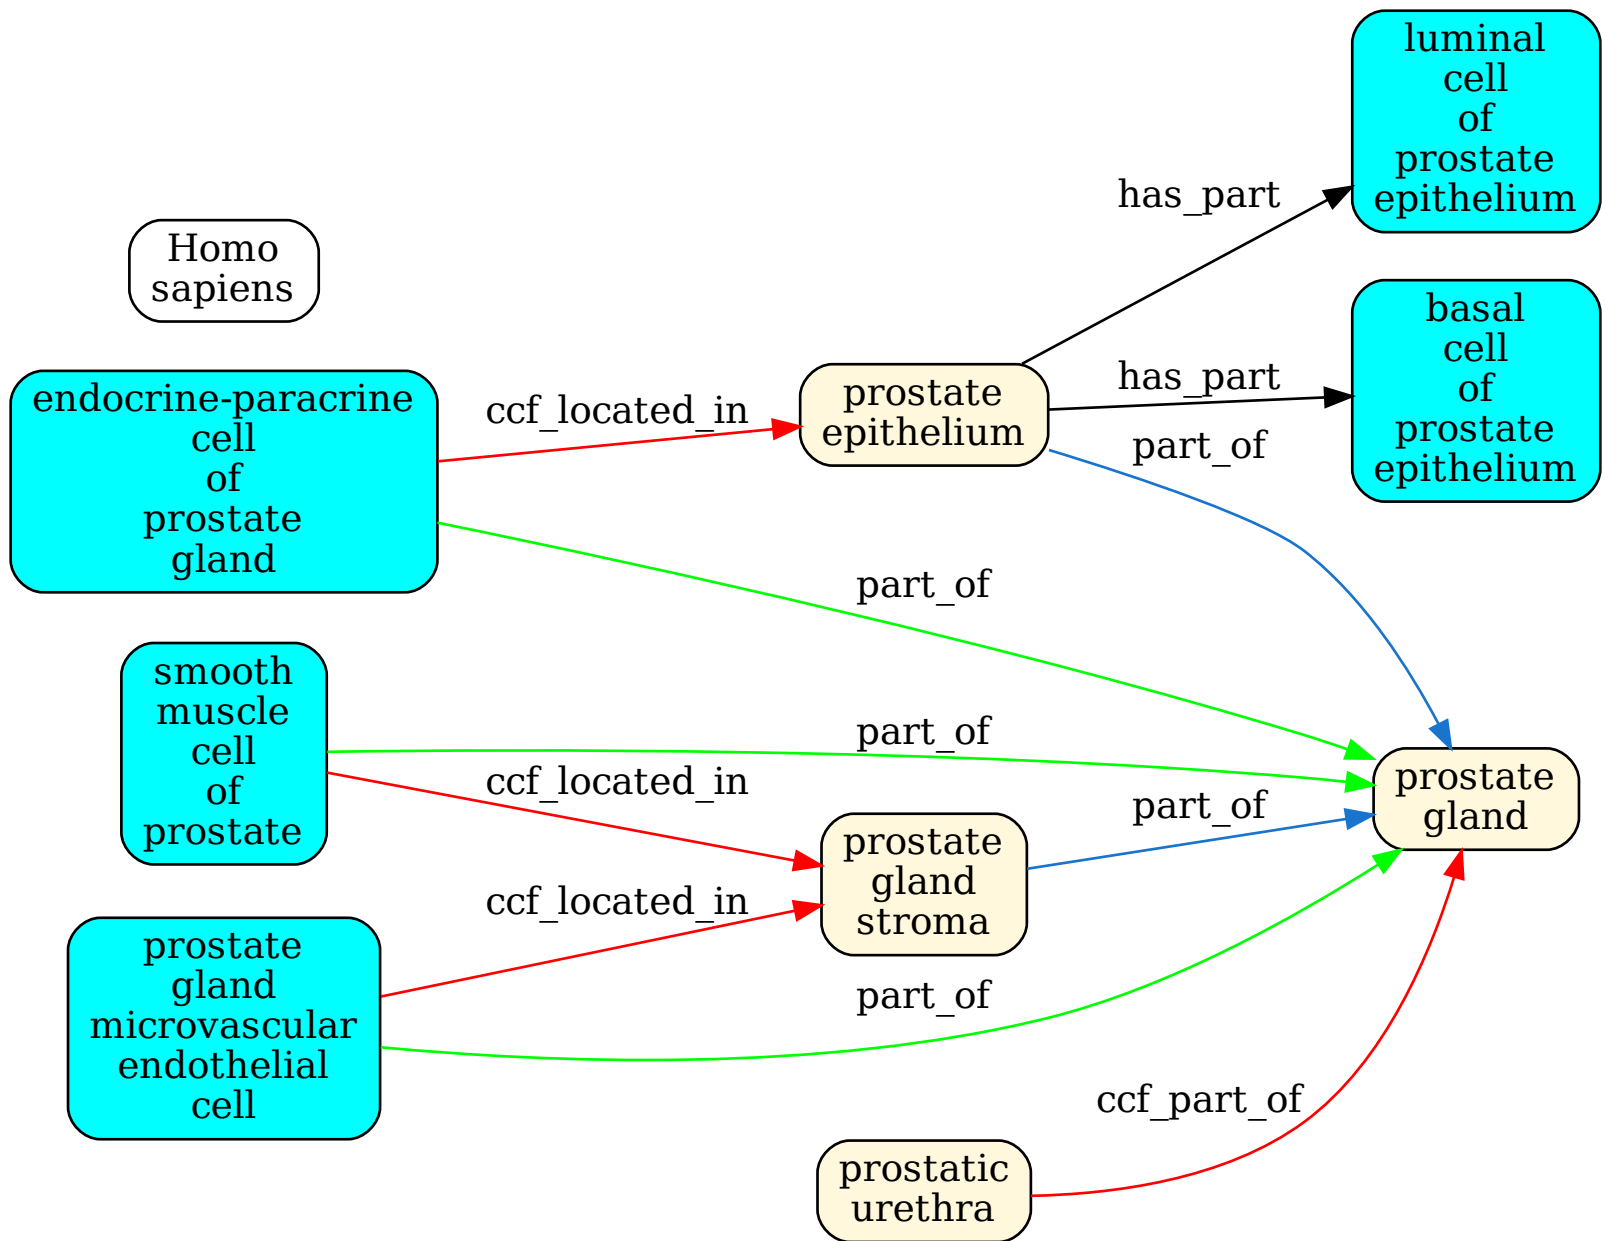 luminal
cell
of
prostate
epithelium
has_part
Homo
sapiens
basal
cell
of
prostate
epithelium
has_part
endocrine-paracrine
cell
of
prostate
gland
ccf_located_in
prostate
epithelium
part_of
part_of
smooth
muscle
cell
of
prostate
part_of
ccf_located_in
prostate
gland
part_of
prostate
gland
stroma
ccf_located_in
prostate
gland
microvascular
endothelial
cell
part_of
ccf_part_of
prostatic
urethra